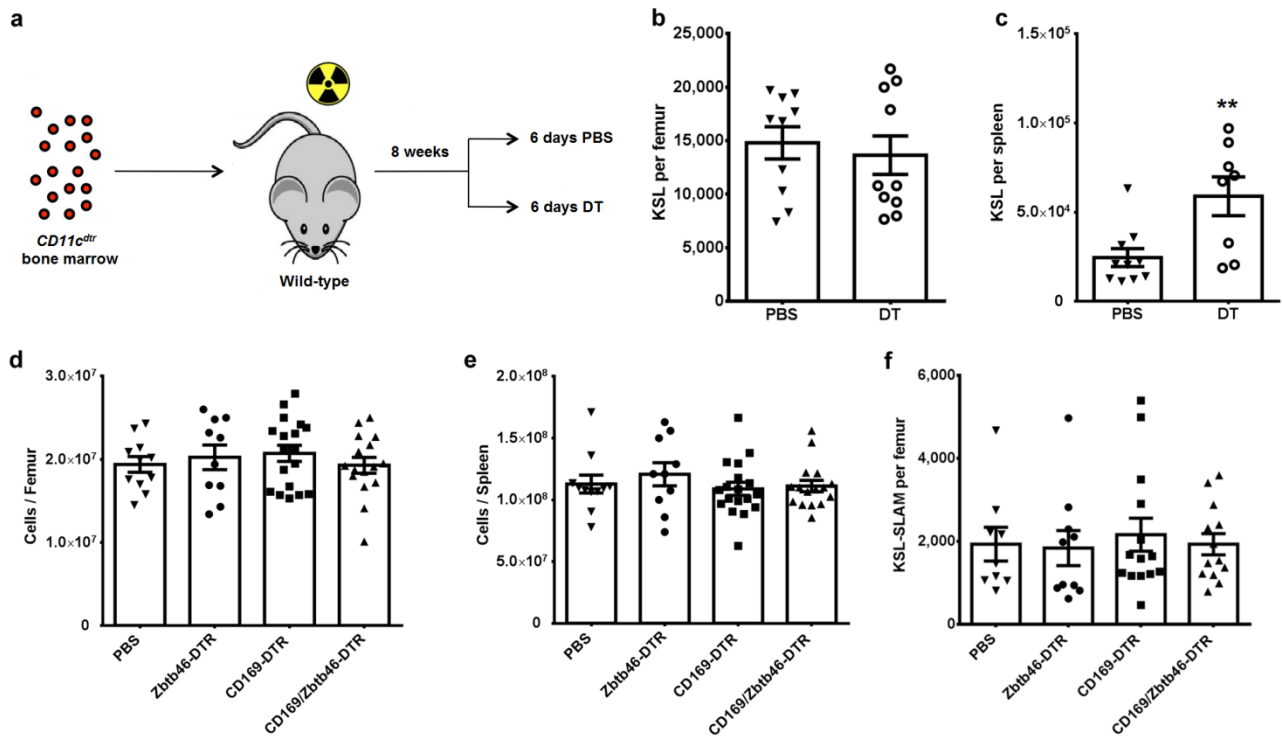 a
CD11c^dtr
bone marrow
Wild-type
8 weeks
6 days PBS
6 days DT
b
KSL per femur
25,000
20,000
15,000
10,000
5,000
0
PBS
DT
c
KSL per spleen
1.5×10^5
1.0×10^5
5.0×10^4
0
**
PBS
DT
d
Cells / Femur
3.0×10^7
2.0×10^7
1.0×10^7
0
PBS
Zbtb46-DTR
CD169-DTR
CD169/Zbtb46-DTR
e
Cells / Spleen
2.0×10^8
1.5×10^8
1.0×10^8
5.0×10^7
0
PBS
Zbtb46-DTR
CD169-DTR
CD169/Zbtb46-DTR
f
KSL-SLAM per femur
6,000
4,000
2,000
0
PBS
Zbtb46-DTR
CD169-DTR
CD169/Zbtb46-DTR